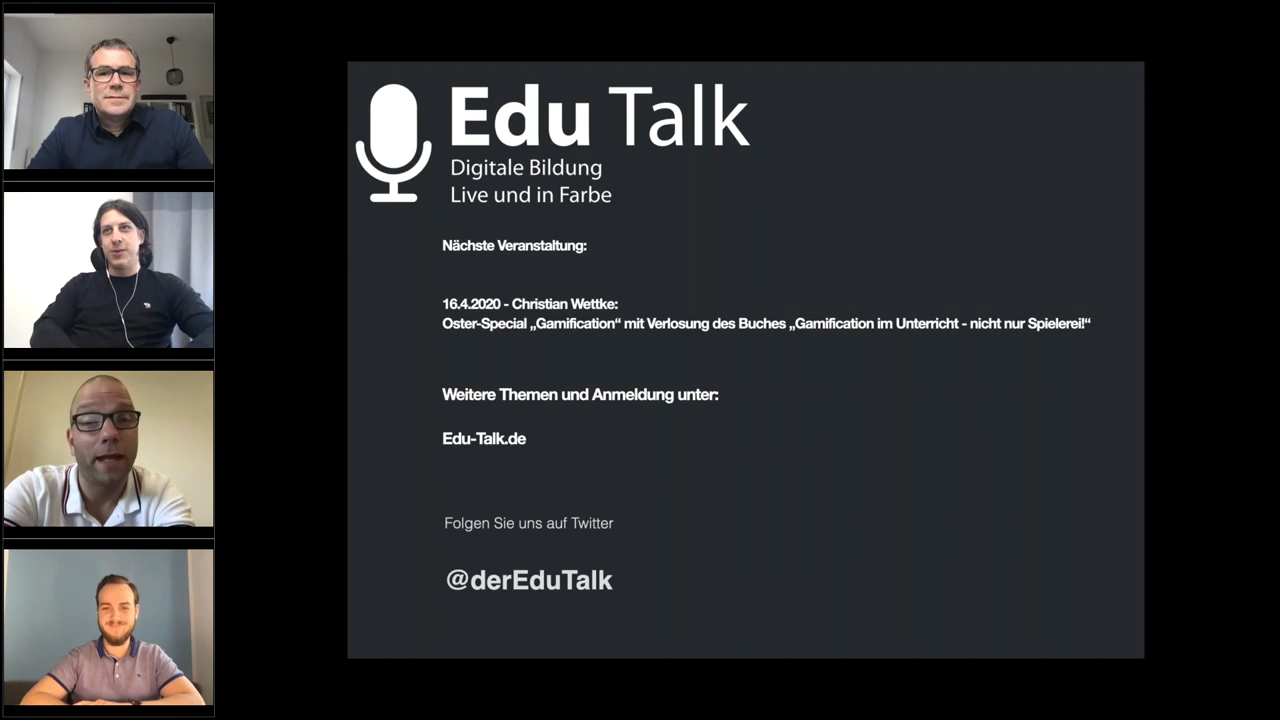 Edu Talk
Digitale Bildung
Live und in Farbe
Nächste Veranstaltung:
16.4.2020 - Christian Wettke:
Oster-Special „Gamification“ mit Verlosung des Buches „Gamification im Unterricht - nicht nur Spielerei!“
Weitere Themen und Anmeldung unter:
Edu-Talk.de
Folgen Sie uns auf Twitter
@derEduTalk